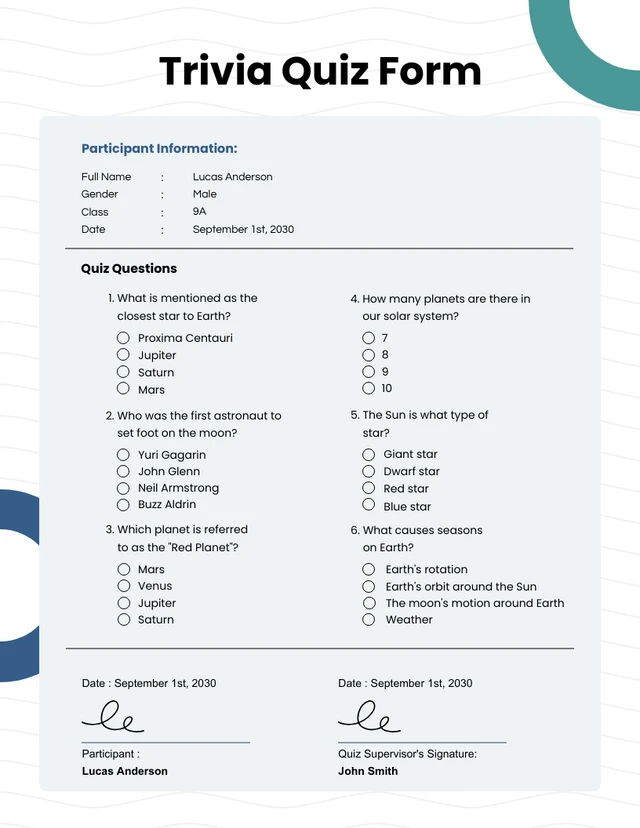 Trivia Quiz Form
Participant Information:
Full Name : Lucas Anderson
Gender : Male
Class : 9A
Date : September 1st, 2030
Quiz Questions
1. What is mentioned as the
closest star to Earth?
Proxima Centauri
Jupiter
Saturn
Mars
2. Who was the first astronaut to
set foot on the moon?
Yuri Gagarin
John Glenn
Neil Armstrong
Buzz Aldrin
3. Which planet is referred
to as the "Red Planet"?
Mars
Venus
Jupiter
Saturn
4. How many planets are there in
our solar system?
7
8
9
10
5. The Sun is what type of
star?
Giant star
Dwarf star
Red star
Blue star
6. What causes seasons
on Earth?
Earth's rotation
Earth's orbit around the Sun
The moon's motion around Earth
Weather
Date : September 1st, 2030
Participant :
Lucas Anderson
Date : September 1st, 2030
Quiz Supervisor's Signature:
John Smith